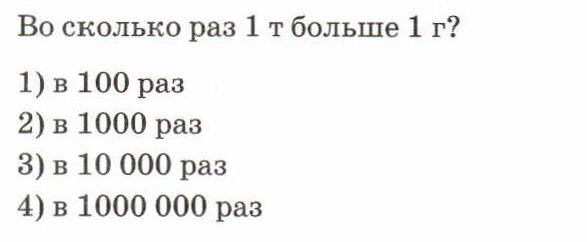 Во сколько раз 1 т больше 1 г?
1) в 100 раз
2) в 1000 раз
3) в 10 000 раз
4) в 1000 000 раз